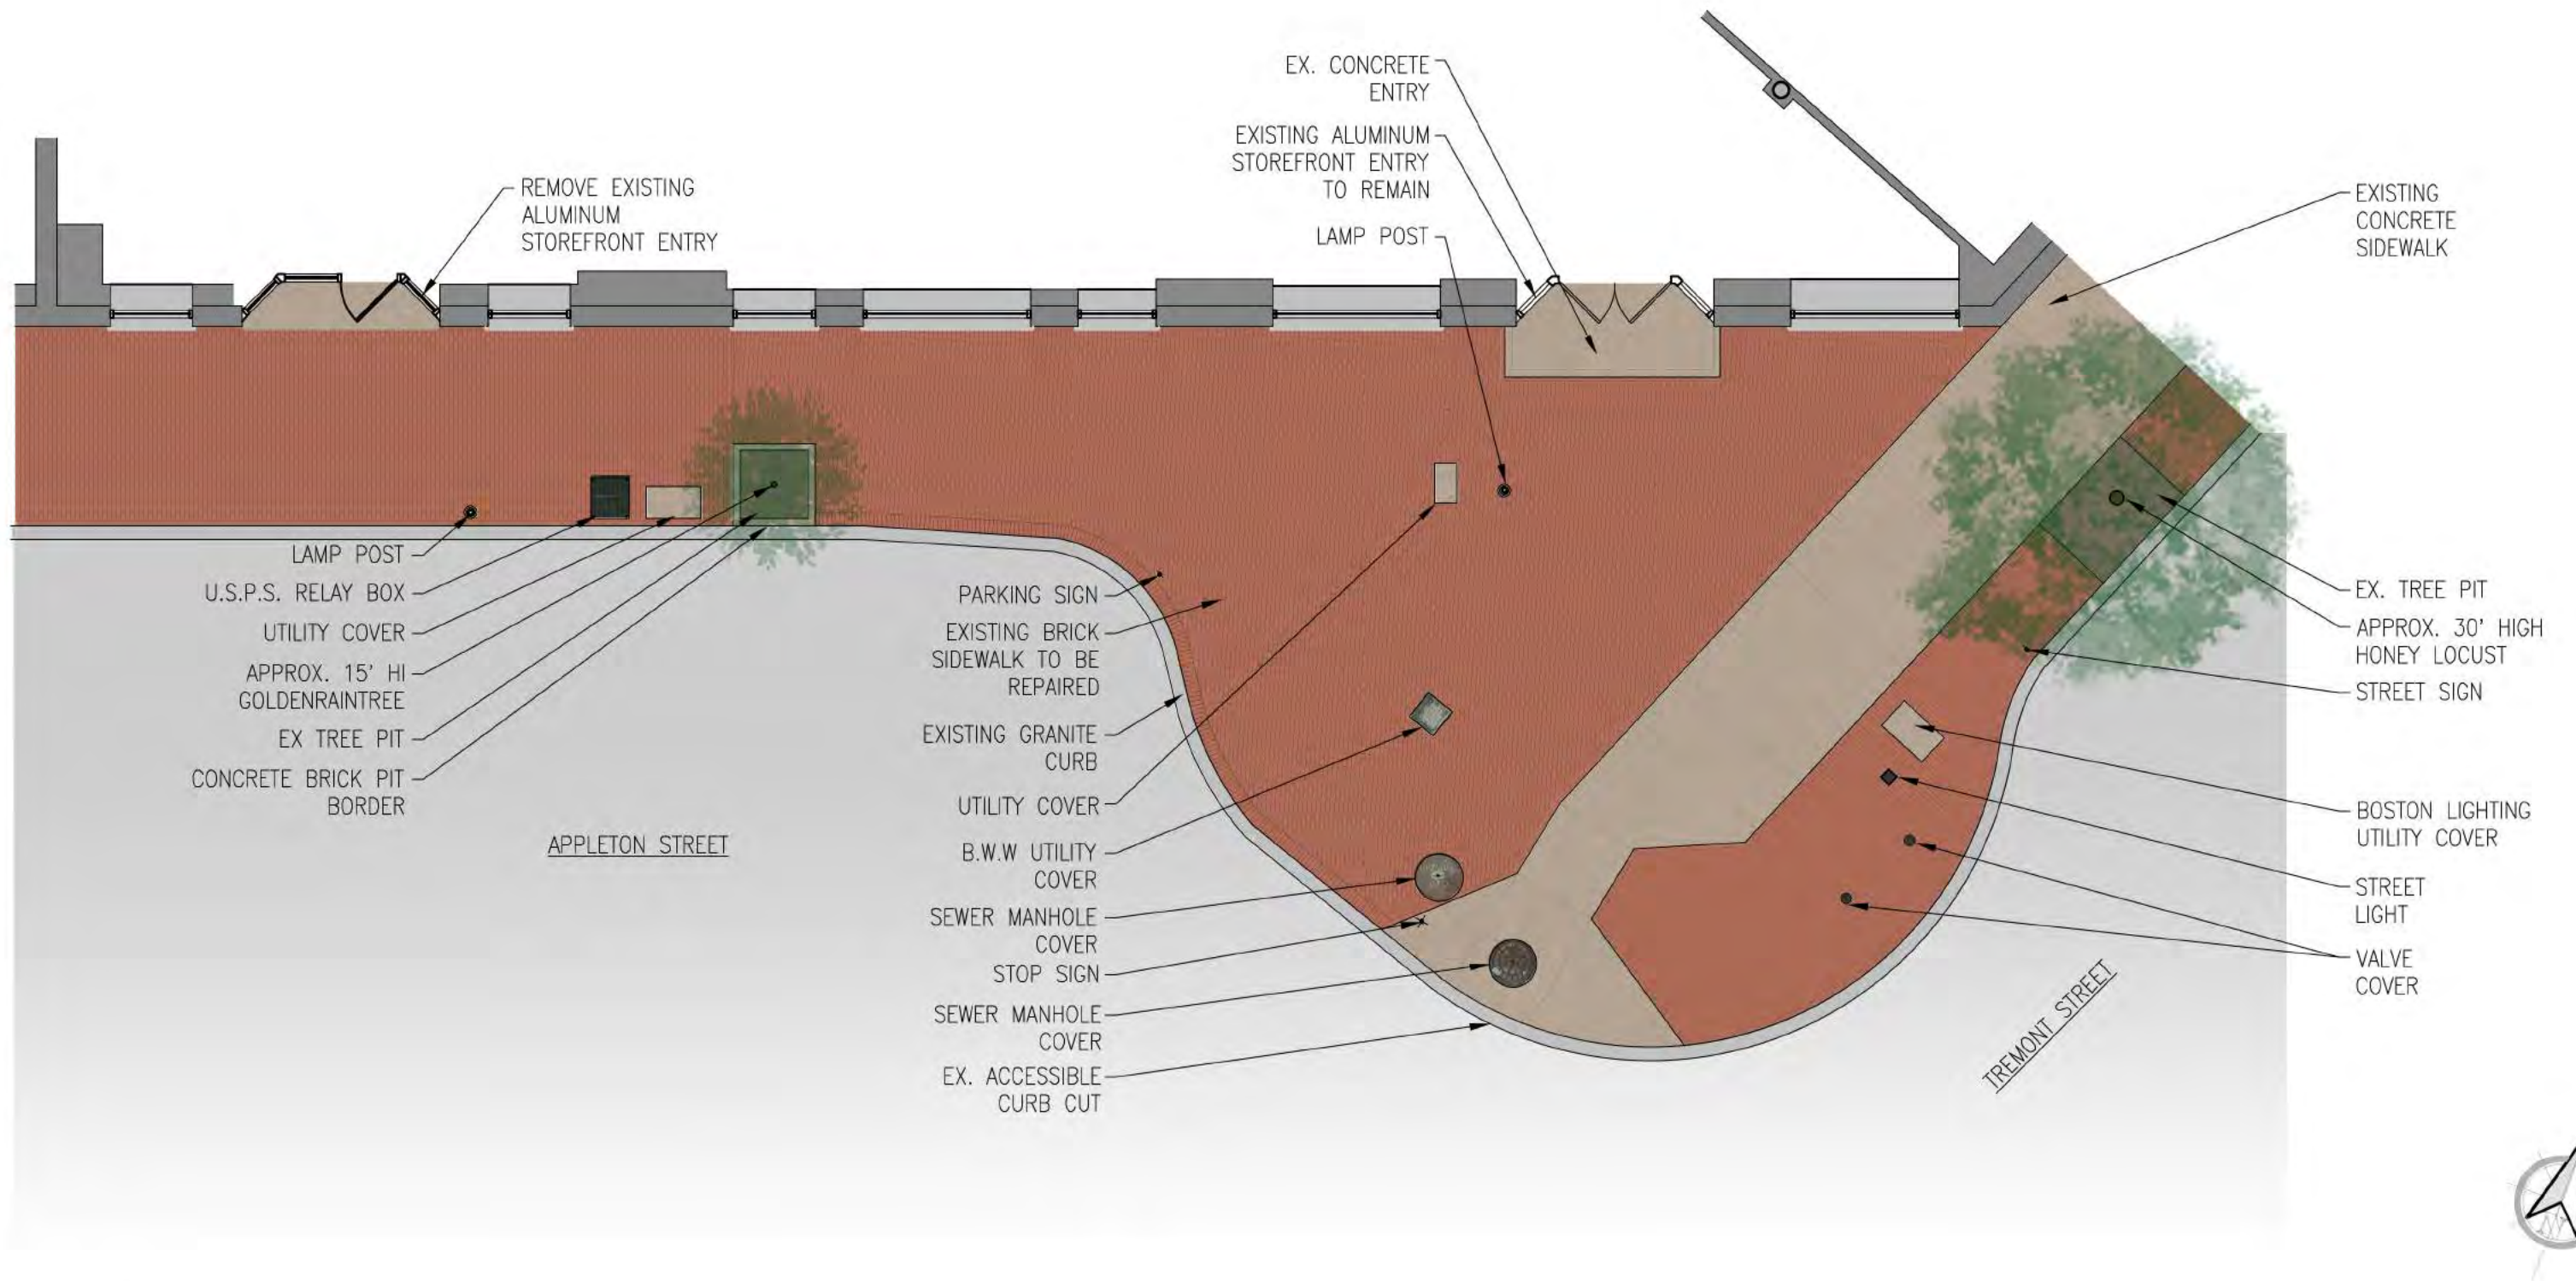 EX. CONCRETE
ENTRY
EXISTING ALUMINUM
STOREFRONT ENTRY
TO REMAIN
LAMP POST
REMOVE EXISTING
ALUMINUM
STOREFRONT ENTRY
EXISTING
CONCRETE
SIDEWALK
LAMP POST
U.S.P.S. RELAY BOX
UTILITY COVER
APPROX. 15' HI
GOLDENRAINTREE
EX TREE PIT
CONCRETE BRICK PIT
BORDER
APPLETON STREET
PARKING SIGN
EXISTING BRICK
SIDEWALK TO BE
REPAIRED
EXISTING GRANITE
CURB
UTILITY COVER
B.W.W UTILITY
COVER
SEWER MANHOLE
COVER
STOP SIGN
SEWER MANHOLE
COVER
EX. ACCESSIBLE
CURB CUT
EX. TREE PIT
APPROX. 30' HIGH
HONEY LOCUST
STREET SIGN
BOSTON LIGHTING
UTILITY COVER
STREET
LIGHT
VALVE
COVER
TREMONT STREET